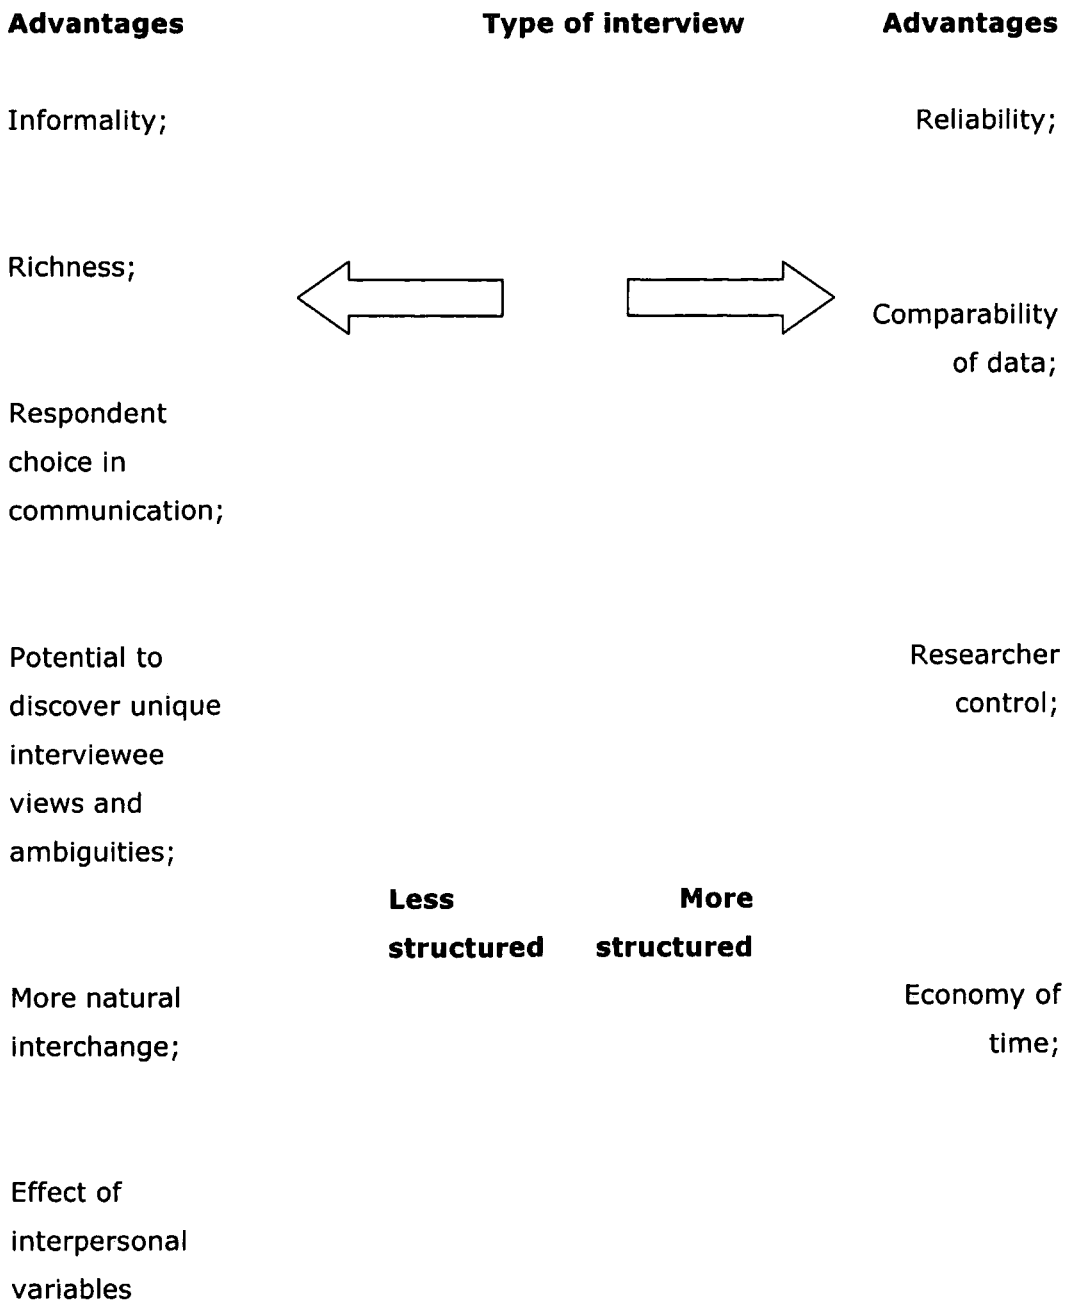 Advantages Type of interview Advantages
Informality;
Reliability;
Richness;
Comparability
of data;
Respondent
choice in
communication;
Potential to
discover unique
interviewee
views and
ambiguities;
Researcher
control;
Less
structured
More
structured
More natural
interchange;
Economy of
time;
Effect of
interpersonal
variables